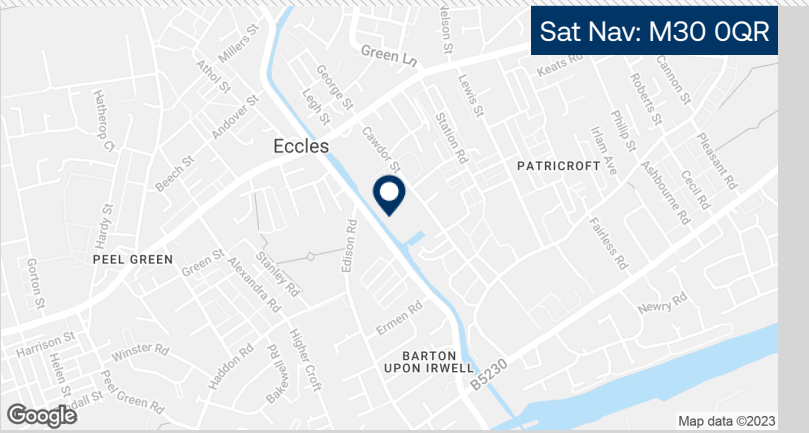 Sat Nav: M30 0QR
Millers St
Nelson St
Green Ln
Keats Rd
Cannon St
Athol St
George St
Lewis St
Roberts St
Hatherop Ct
Andover St
Legh St
Station Rd
Philip St
Pleasant Rd
Eccles
Cawdor St
Irlam Ave
Beech St
PATRICROFT
Ashbourne Rd
Cecil Rd
Hardy St
Edison Rd
Fairless Rd
PEEL GREEN
Green St
Stanley Rd
Gorton St
Alexandra Rd
Newry Rd
Ermen Rd
Harrison St
Winster Rd
Higher Croft
BARTON
UPON IRWELL
Helen St
Haddon Rd
B5230
Peel Green Rd
Google
Map data ©2023